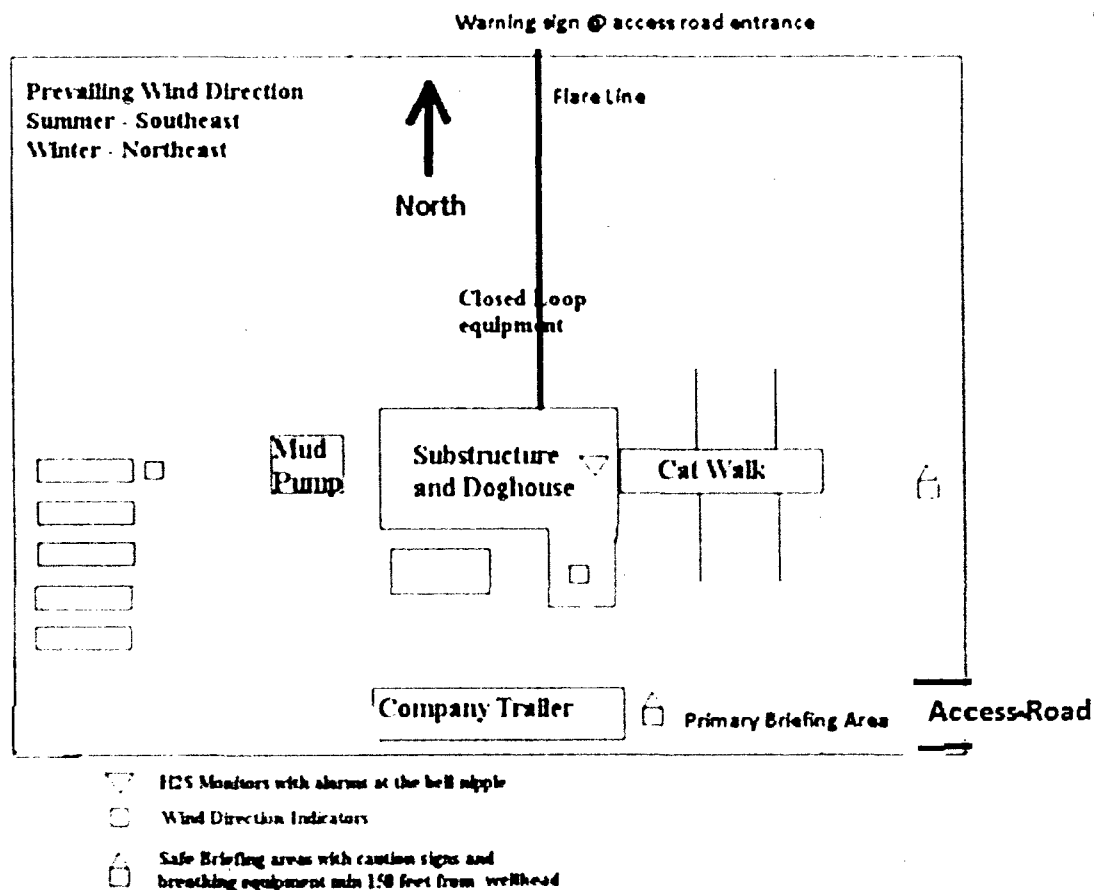 Warning sign @ access road entrance
Prevailing Wind Direction
Summer - Southeast
Winter - Northeast
Flare Line
North
Closed Loop
equipment
Mud
Pump
Substructure
and Doghouse
Cat Walk
Company Trailer
Primary Briefing Area
Access Road
H2S Monitors with alarms at the bell nipple
Wind Direction Indicators
Safe Briefing areas with caution signs and
breathing equipment min 150 feet from wellhead